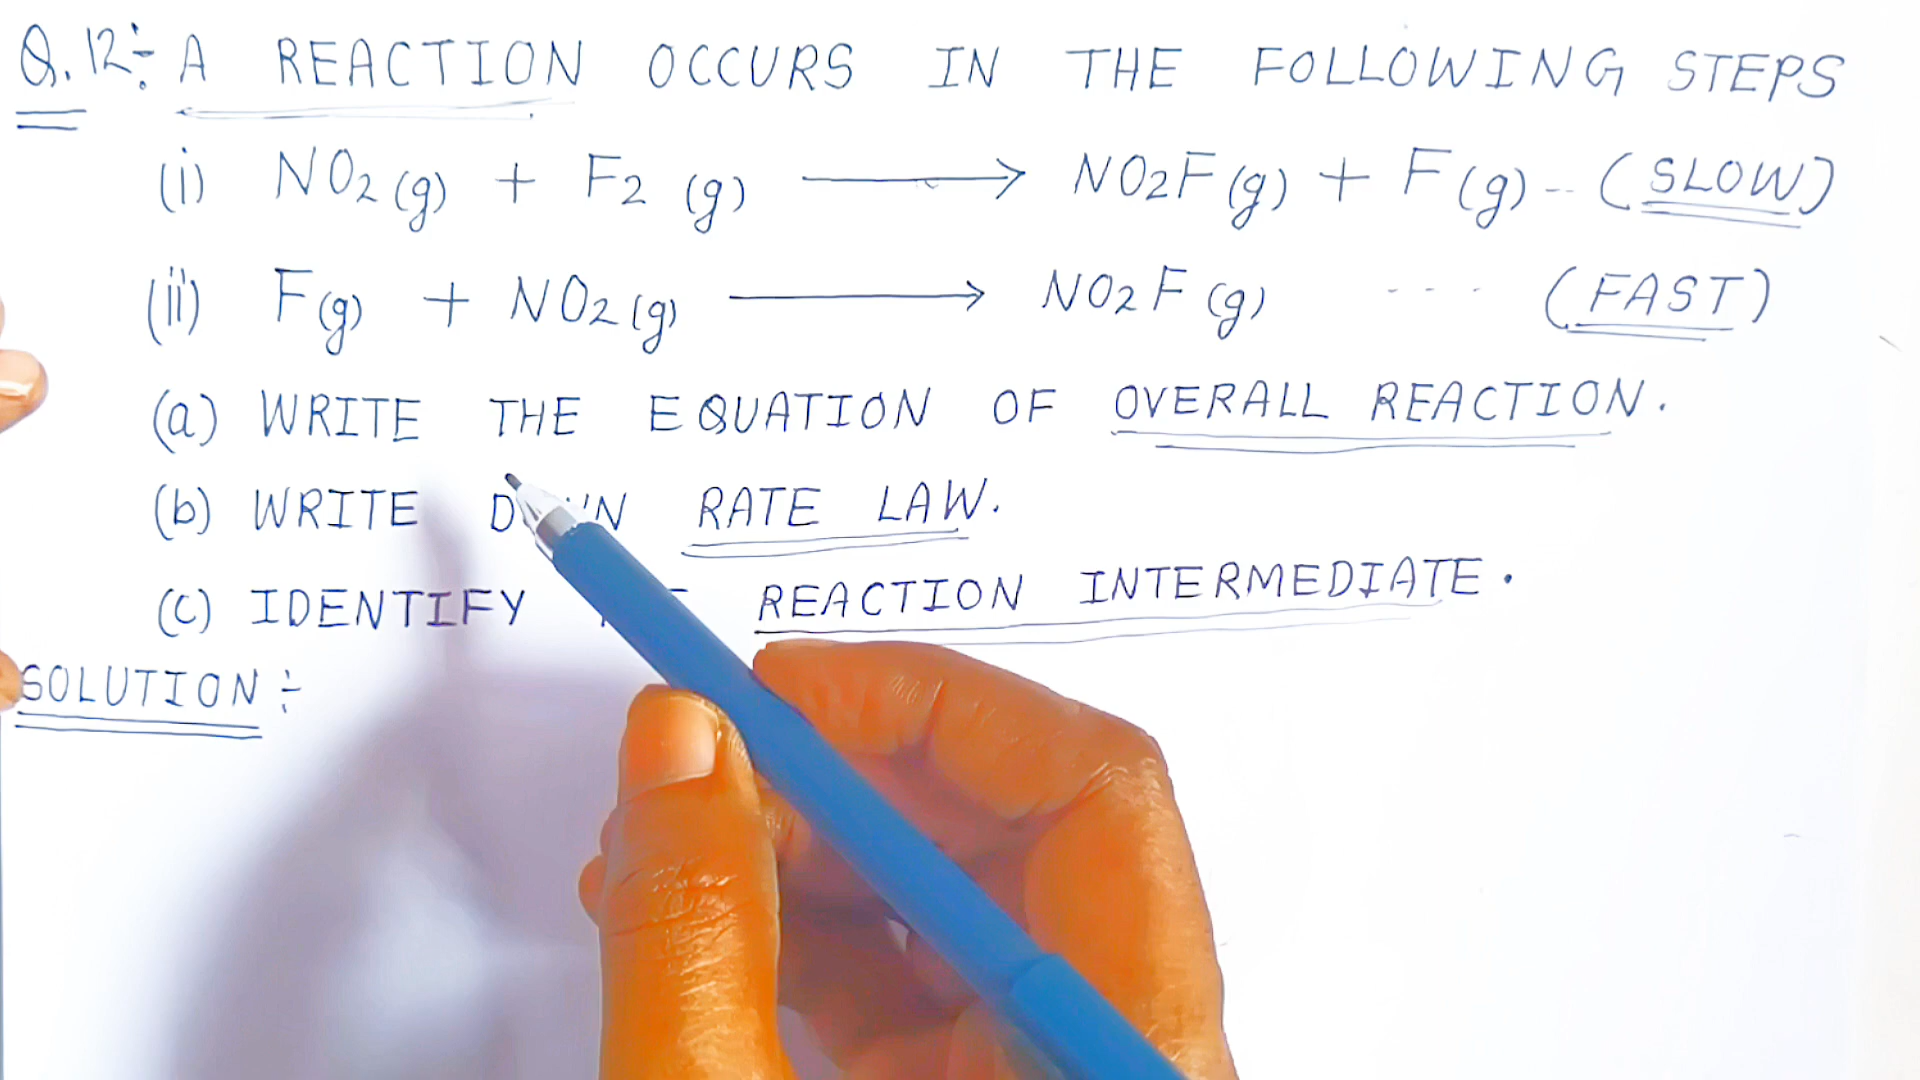 Q.12÷ A REACTION OCCURS IN THE FOLLOWING STEPS
(i) NO2(g) + F2 (g) → NO2F(g) + F(g) -- (SLOW)
(ii) F(g) + NO2(g) → NO2F(g) --- (FAST)
(a) WRITE THE EQUATION OF OVERALL REACTION.
(b) WRITE RATE LAW.
(c) IDENTIFY REACTION INTERMEDIATE.
SOLUTION÷